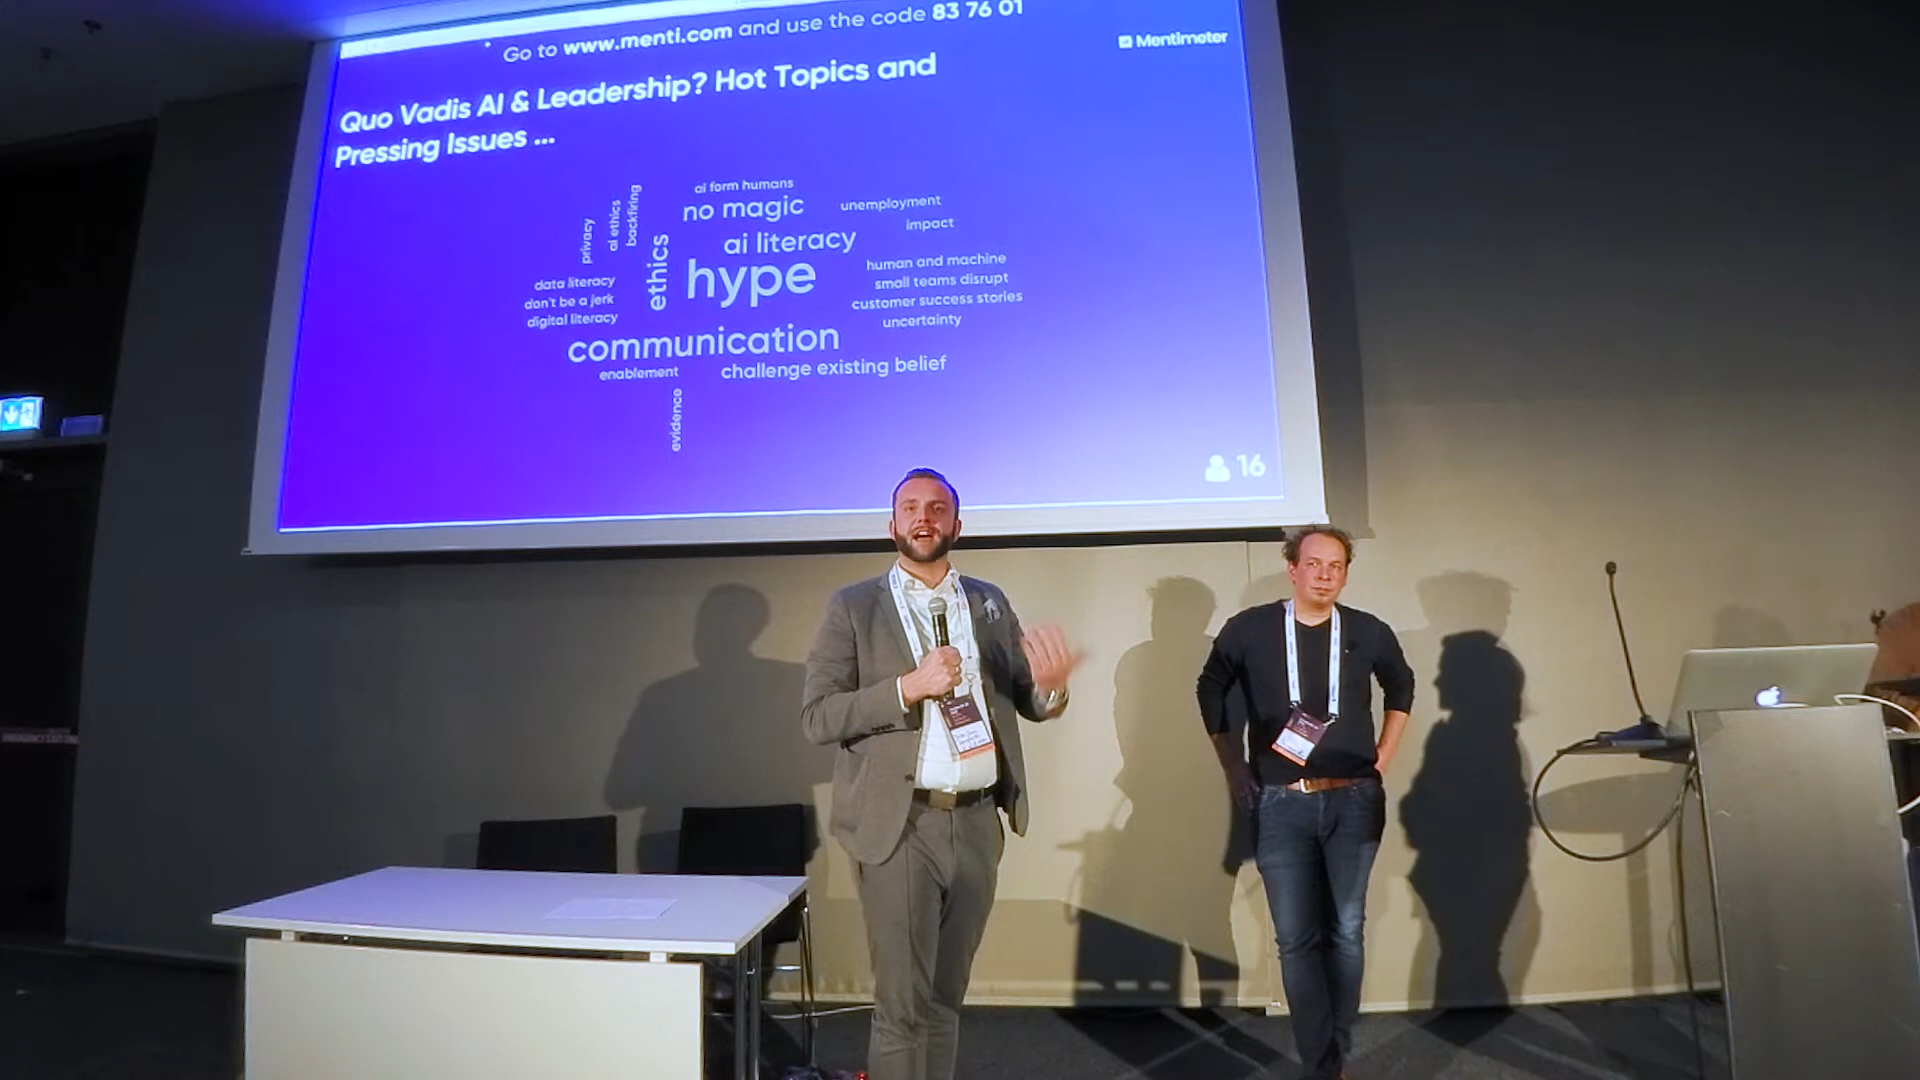 Go to www.menti.com and use the code 83 76 01
Mentimeter
Quo Vadis AI & Leadership? Hot Topics and
Pressing Issues ...
ai form humans
no magic
unemployment
impact
ai literacy
privacy
ai ethics
backfiring
ethics
hype
human and machine
small teams disrupt
customer success stories
uncertainty
data literacy
don't be a jerk
digital literacy
communication
enablement
challenge existing belief
evidence
16